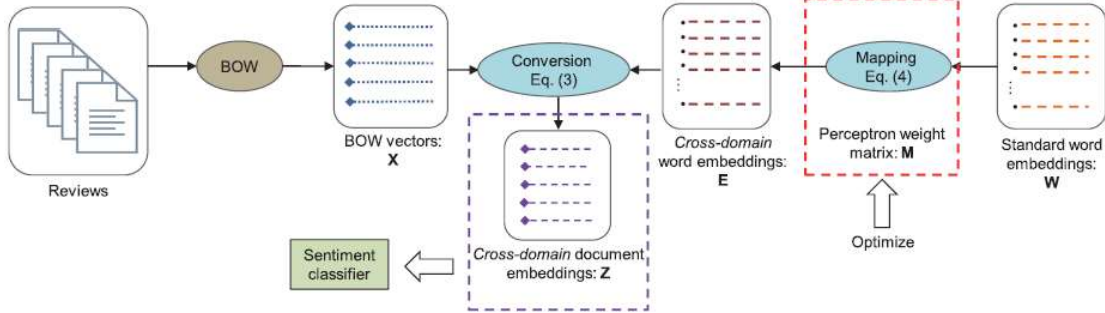 Reviews
BOW
BOW vectors:
X
Conversion
Eq. (3)
Cross-domain
word embeddings:
E
Mapping
Eq. (4)
Perceptron weight
matrix: M
Standard word
embeddings:
W
Optimize
Cross-domain document
embeddings: Z
Sentiment
classifier